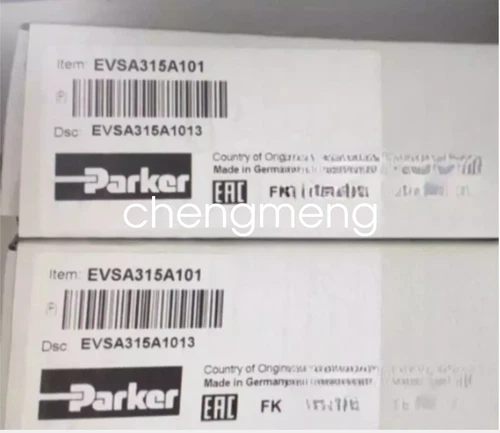 Item: EVSA315A101
(P)
Dsc: EVSA315A1013
Country of Origin
Made in Germany
Parker
EAC
chengmeng
Item: EVSA315A101
(P)
Dsc: EVSA315A1013
Country of Origin
Made in Germany
Parker
EAC FK